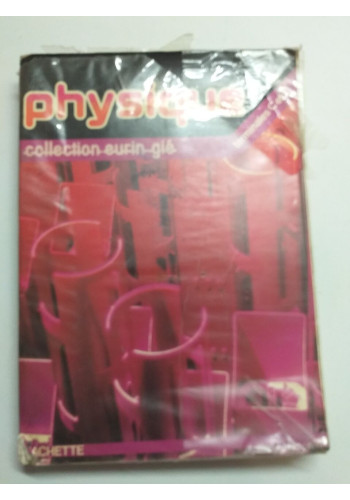 physique
collection eurin-gié
HACHETTE